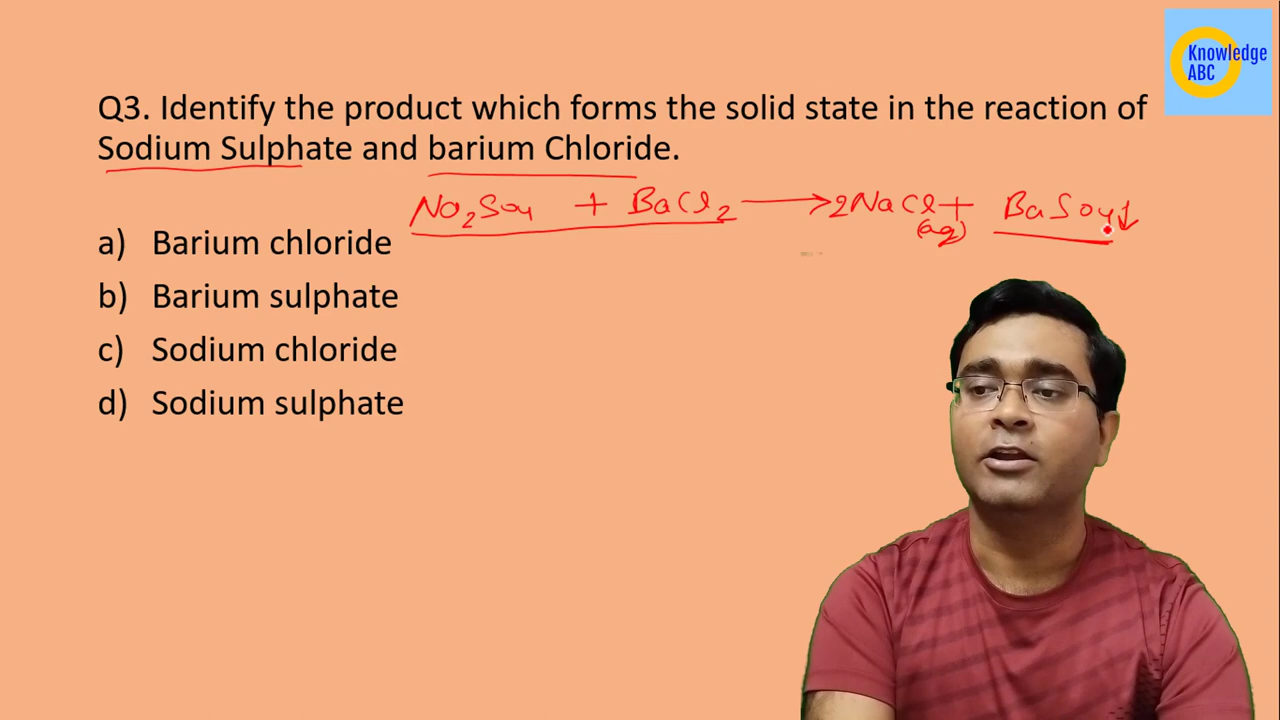 Knowledge
ABC
Q3. Identify the product which forms the solid state in the reaction of
Sodium Sulphate and barium Chloride.
Na2SO4 + BaCl2 ⟶ 2NaCl + BaSO4↓
(aq)
a) Barium chloride
b) Barium sulphate
c) Sodium chloride
d) Sodium sulphate